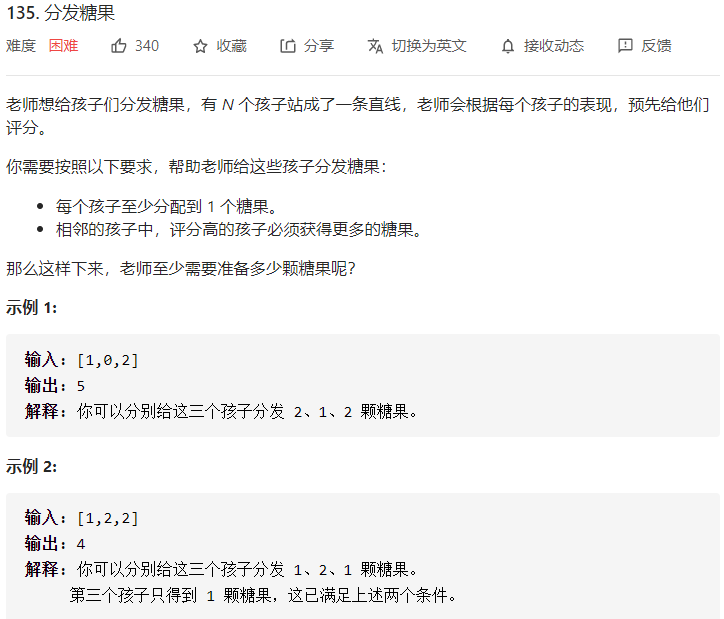 135. 分发糖果
难度 困难 340 收藏 分享 切换为英文 接收动态 反馈
老师想给孩子们分发糖果，有 N 个孩子站成了一条直线，老师会根据每个孩子的表现，预先给他们
评分。
你需要按照以下要求，帮助老师给这些孩子分发糖果：
• 每个孩子至少分配到 1 个糖果。
• 相邻的孩子中，评分高的孩子必须获得更多的糖果。
那么这样下来，老师至少需要准备多少颗糖果呢？
示例 1:
输入: [1,0,2]
输出: 5
解释: 你可以分别给这三个孩子分发 2、1、2 颗糖果。
示例 2:
输入: [1,2,2]
输出: 4
解释: 你可以分别给这三个孩子分发 1、2、1 颗糖果。
第三个孩子只得到 1 颗糖果，这已满足上述两个条件。